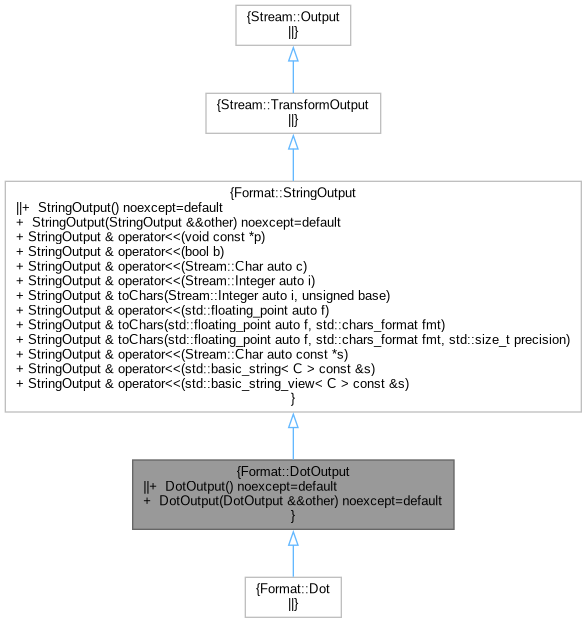 {Stream::Output
||}
{Stream::TransformOutput
||}
{Format::StringOutput
||+  StringOutput() noexcept=default
+  StringOutput(StringOutput &&other) noexcept=default
+ StringOutput & operator<<(void const *p)
+ StringOutput & operator<<(bool b)
+ StringOutput & operator<<(Stream::Char auto c)
+ StringOutput & operator<<(Stream::Integer auto i)
+ StringOutput & toChars(Stream::Integer auto i, unsigned base)
+ StringOutput & operator<<(std::floating_point auto f)
+ StringOutput & toChars(std::floating_point auto f, std::chars_format fmt)
+ StringOutput & toChars(std::floating_point auto f, std::chars_format fmt, std::size_t precision)
+ StringOutput & operator<<(Stream::Char auto const *s)
+ StringOutput & operator<<(std::basic_string< C > const &s)
+ StringOutput & operator<<(std::basic_string_view< C > const &s)
}
{Format::DotOutput
||+  DotOutput() noexcept=default
+  DotOutput(DotOutput &&other) noexcept=default
}
{Format::Dot
||}